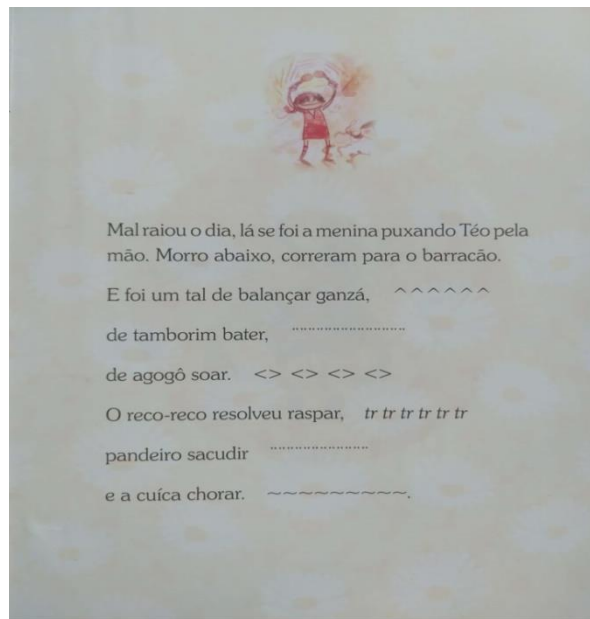 Mal raiou o dia, lá se foi a menina puxando Téo pela
mão. Morro abaixo, correram para o barracão.
E foi um tal de balançar ganzá, ^ ^ ^ ^ ^ ^
de tamborim bater, ¨¨¨¨¨¨¨¨¨¨
de agogô soar. <> <> <> <>
O reco-reco resolveu raspar, tr tr tr tr tr tr
pandeiro sacudir ¨¨¨¨¨¨¨¨¨
e a cuíca chorar. ~~~~~~~~~.